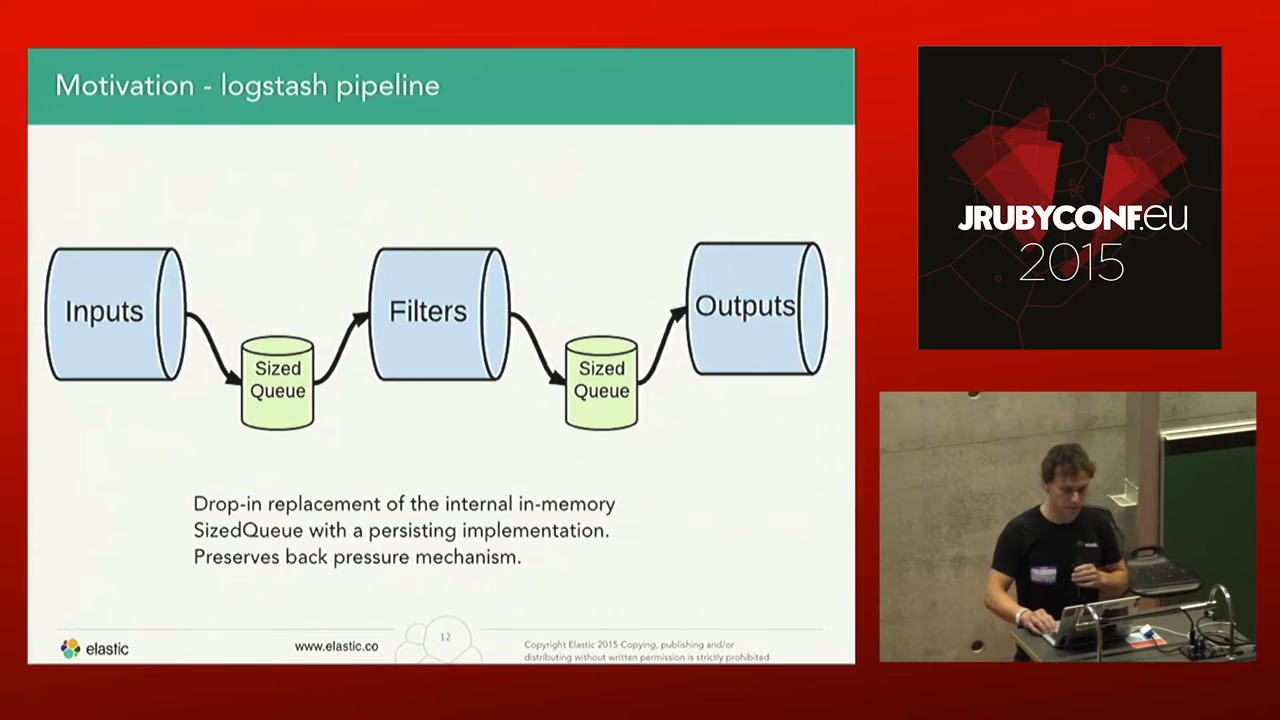 Motivation - logstash pipeline
Inputs
Sized
Queue
Filters
Sized
Queue
Outputs
Drop-in replacement of the internal in-memory
SizedQueue with a persisting implementation.
Preserves back pressure mechanism.
elastic
www.elastic.co
12
Copyright Elastic 2015 Copying, publishing and/or
distributing without written permission is strictly prohibited
JRUBYCONF.eu
2015